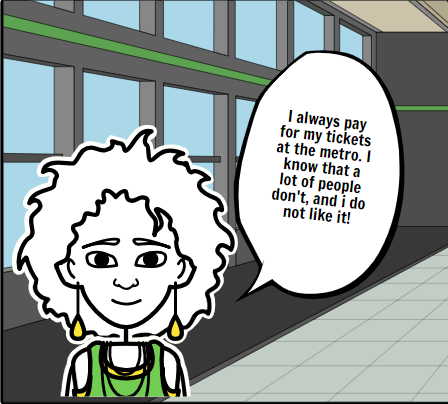 I always pay
for my tickets
at the metro. I
know that a
lot of people
don't, and i do
not like it!